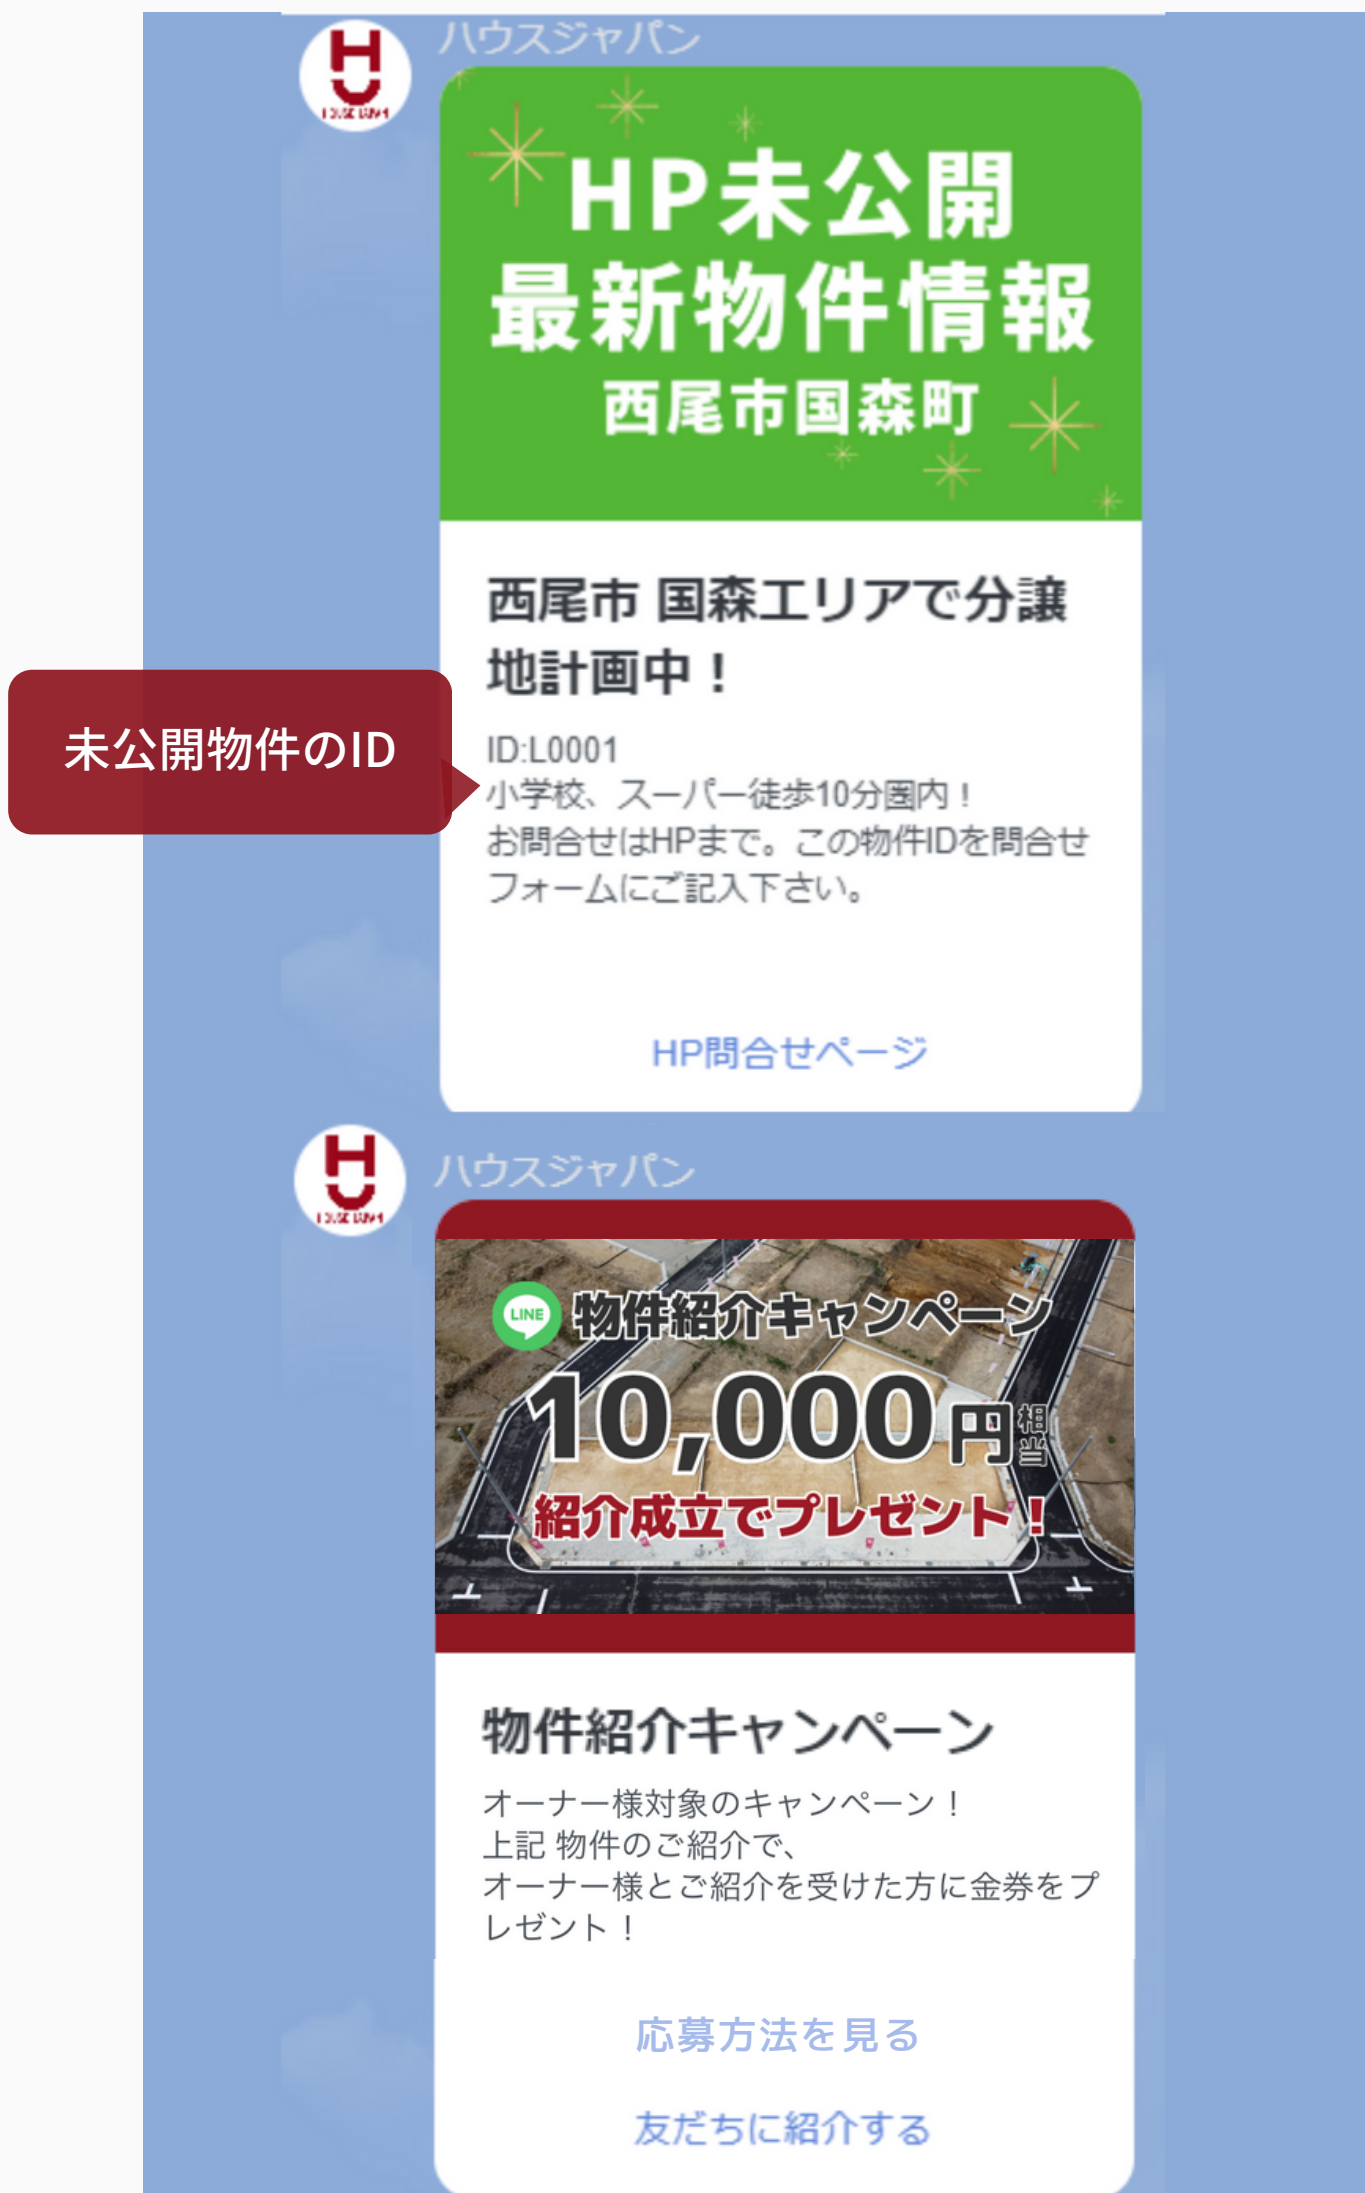 ハウスジャパン
HP未公開
最新物件情報
西尾市国森町
西尾市 国森エリアで分譲
地計画中！
未公開物件のID
ID:L0001
小学校、スーパー徒歩10分圏内！
お問合せはHPまで。この物件IDを問合せ
フォームにご記入下さい。
HP問合せページ
HOUSE JAPAN
ハウスジャパン
LINE
物件紹介キャンペーン
10,000円相当
紹介成立でプレゼント！
物件紹介キャンペーン
オーナー様対象のキャンペーン！
上記 物件のご紹介で、
オーナー様とご紹介を受けた方に金券をプ
レゼント！
応募方法を見る
友だちに紹介する